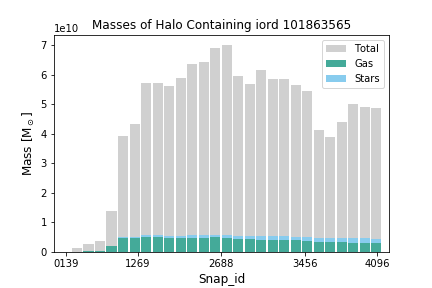 Masses of Halo Containing iord 101863565
1e10
7
6
5
4
3
2
1
0
Mass [M⊙]
Total
Gas
Stars
0139 1269 2688 3456 4096
Snap_id